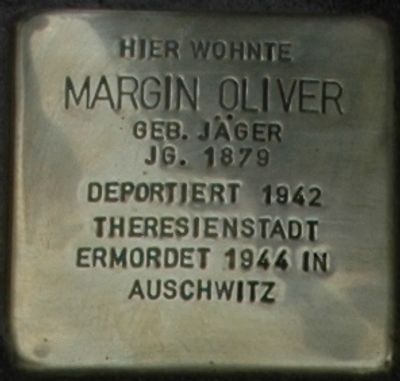 HIER WOHNTE
MARGIN OLIVER
GEB. JÄGER
JG. 1879
DEPORTIERT 1942
THERESIENSTADT
ERMORDET 1944 IN
AUSCHWITZ